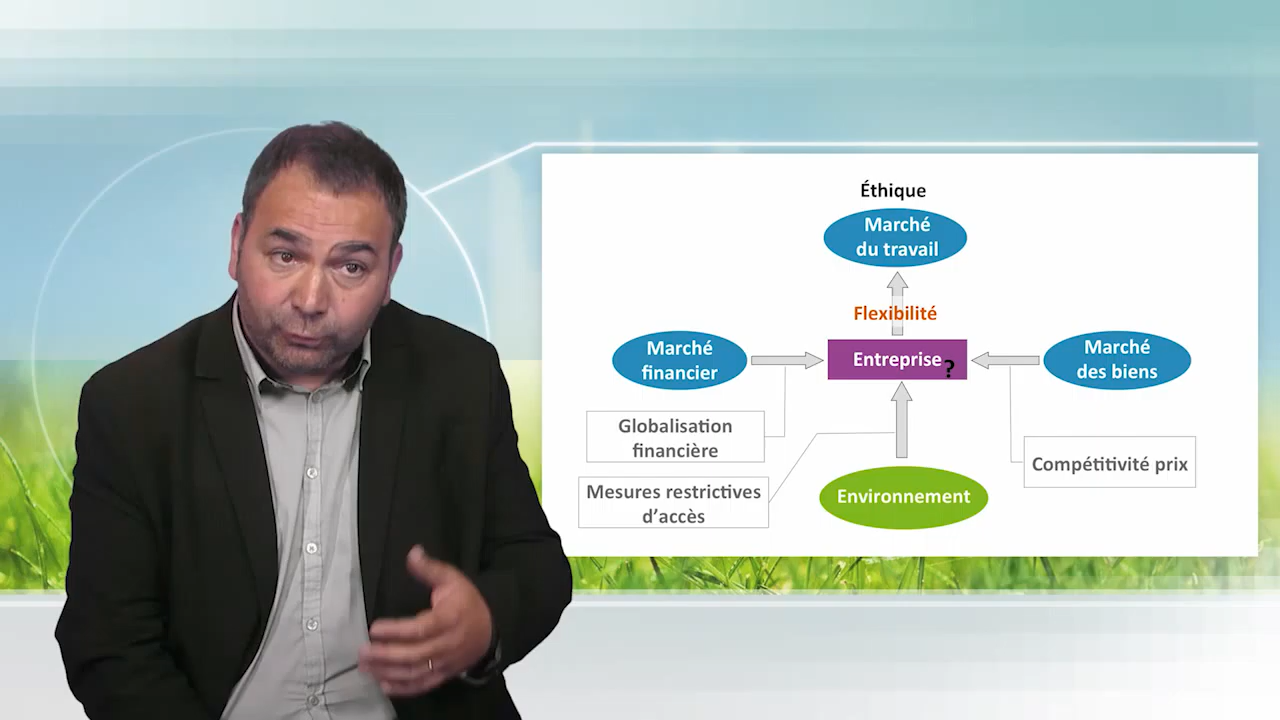 Éthique
Marché
du travail
Flexibilité
Marché
financier
Entreprise
?
Marché
des biens
Globalisation
financière
Compétitivité prix
Mesures restrictives
d’accès
Environnement